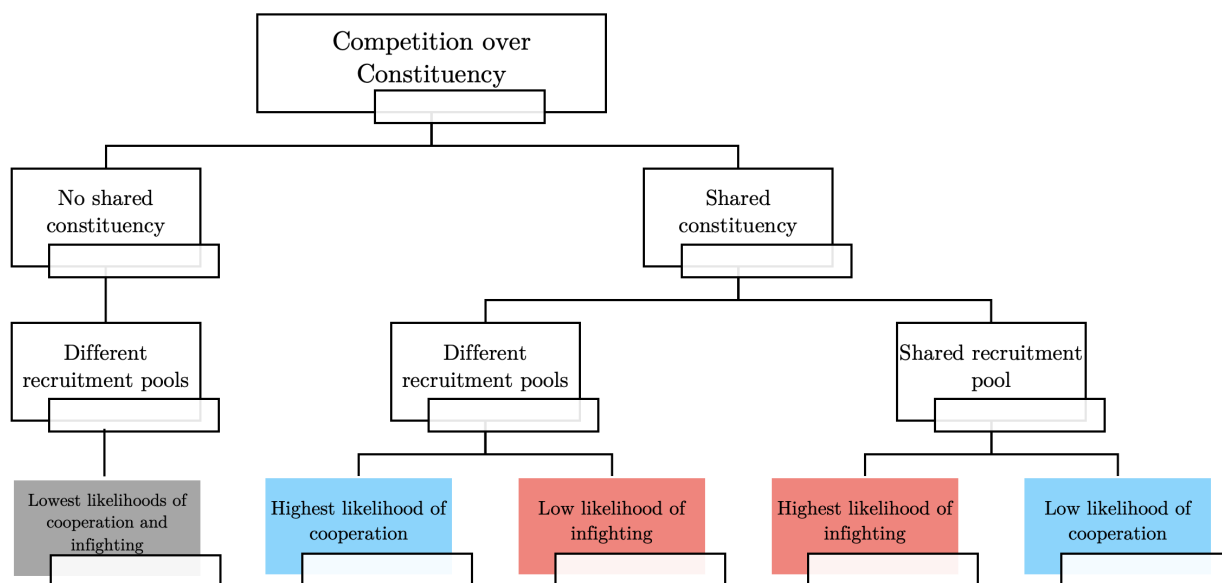 Competition over
Constituency
No shared
constituency
Shared
constituency
Different
recruitment pools
Different
recruitment pools
Shared recruitment
pool
Lowest likelihoods of
cooperation and
infighting
Highest likelihood of
cooperation
Low likelihood of
infighting
Highest likelihood of
infighting
Low likelihood of
cooperation